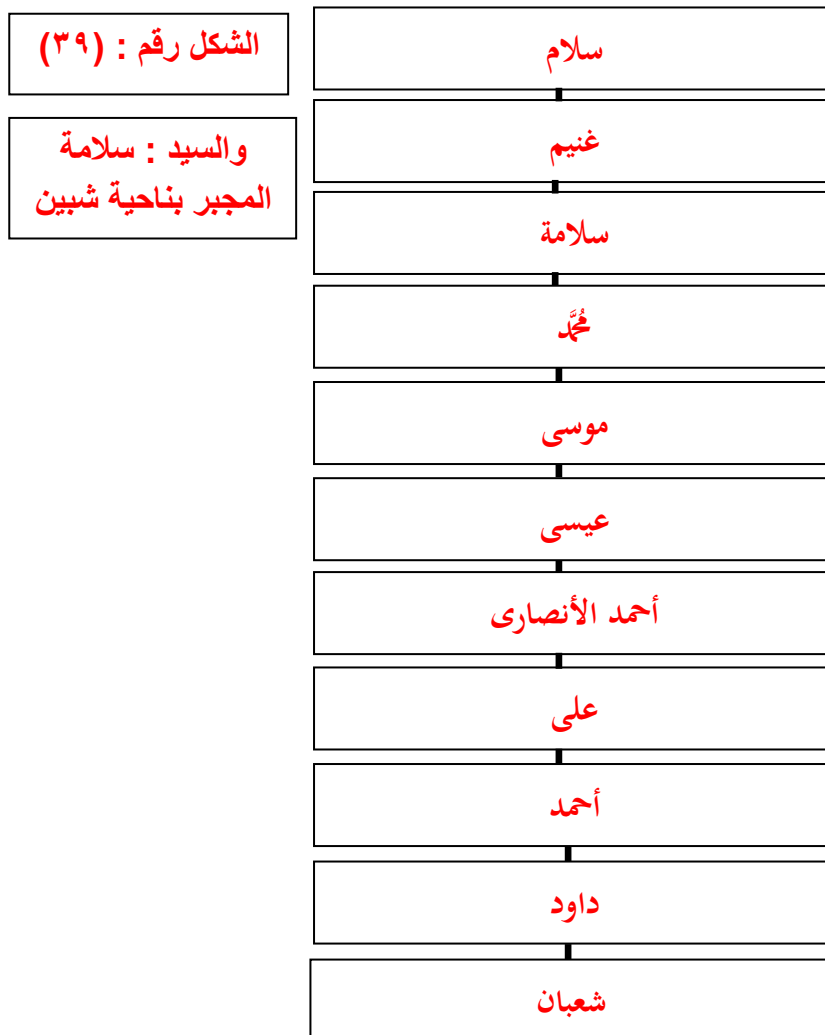 الشكل رقم : (٣٩)
والسيد : سلامة
المجبر بناحية شبين
سلام
غنيم
سلامة
مُحَمَّد
موسى
عيسى
أحمد الأنصارى
على
أحمد
داود
شعبان